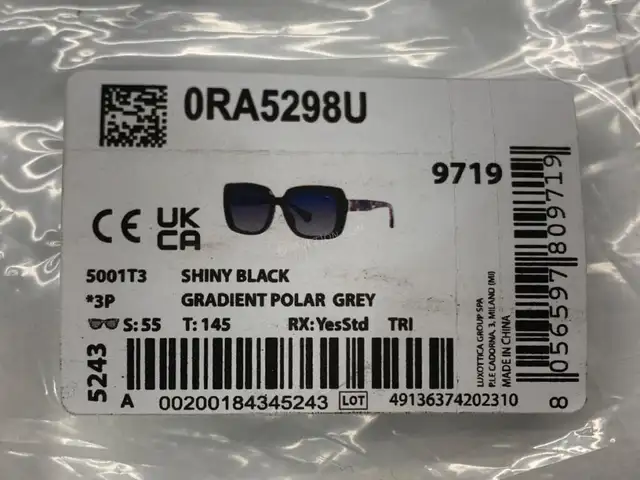 0RA5298U
9719
CE UK
CA
5001T3 SHINY BLACK
*3P GRADIENT POLAR GREY
S: 55 T: 145 RX: YesStd TRI
5243
A 00200184345243 LOT 49136374202310
LUXOTTICA GROUP SPA
P.LE CADORNA, 3, MILANO (MI)
MADE IN CHINA
8 056597 809719